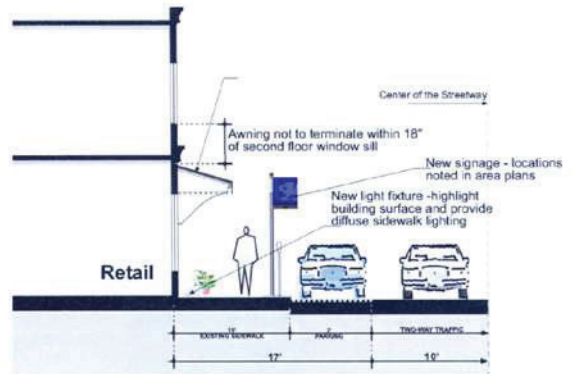 Center of the Streetway
Awning not to terminate within 18"
of second floor window sill
New signage - locations
noted in area plans
New light fixture -highlight
building surface and provide
diffuse sidewalk lighting
Retail
EXISTING SIDEWALK
PARKING
TWO-WAY TRAFFIC
17'
10'